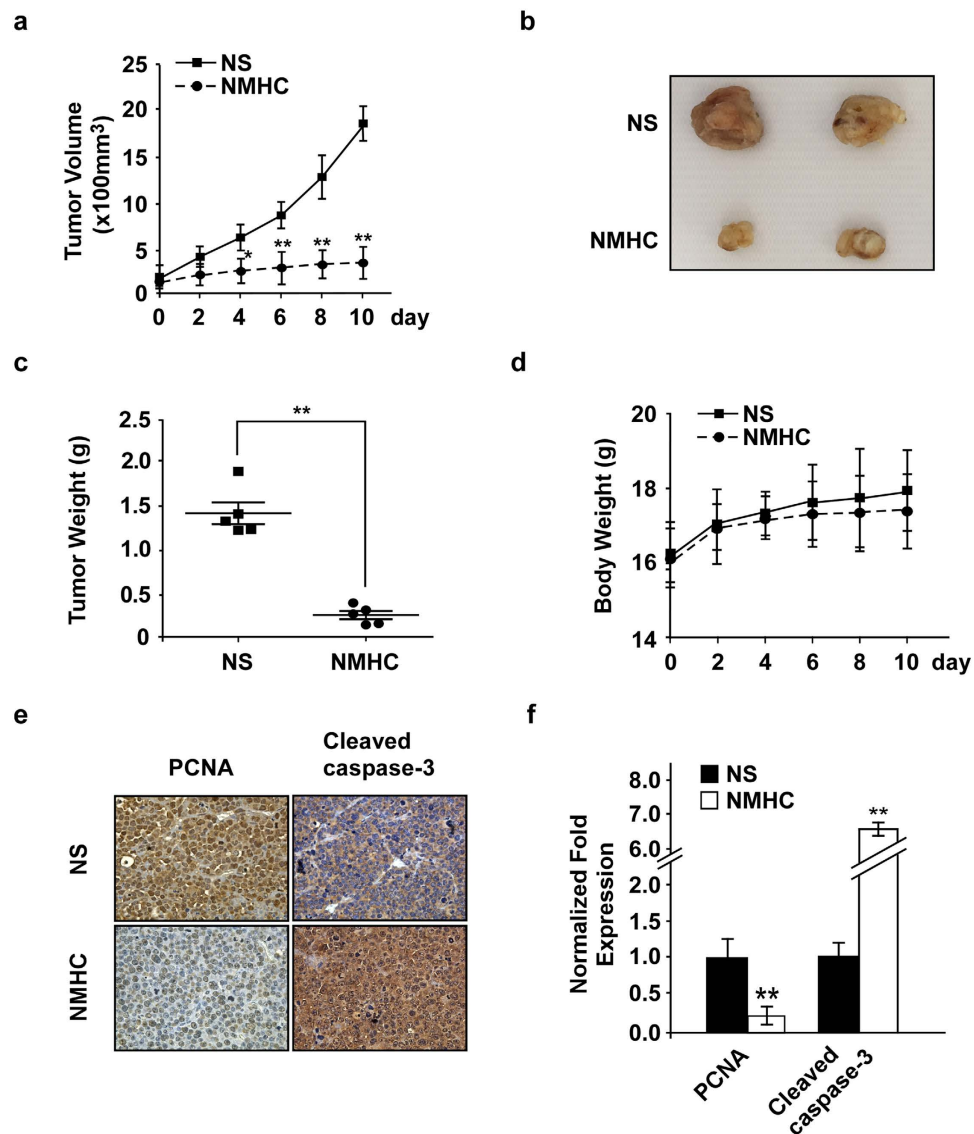 a
NS
NMHC
Tumor Volume
(x100mm³)
25
20
15
10
5
0
*
**
**
**
0 2 4 6 8 10 day
b
NS
NMHC
c
Tumor Weight (g)
2.5
2.0
1.5
1.0
0.5
0
**
NS NMHC
d
NS
NMHC
Body Weight (g)
20
18
16
14
0 2 4 6 8 10 day
e
PCNA
Cleaved
caspase-3
NS
NMHC
f
NS
NMHC
Normalized Fold
Expression
8.0
6.0
2.0
1.0
0.5
0.0
**
**
PCNA
Cleaved
caspase-3